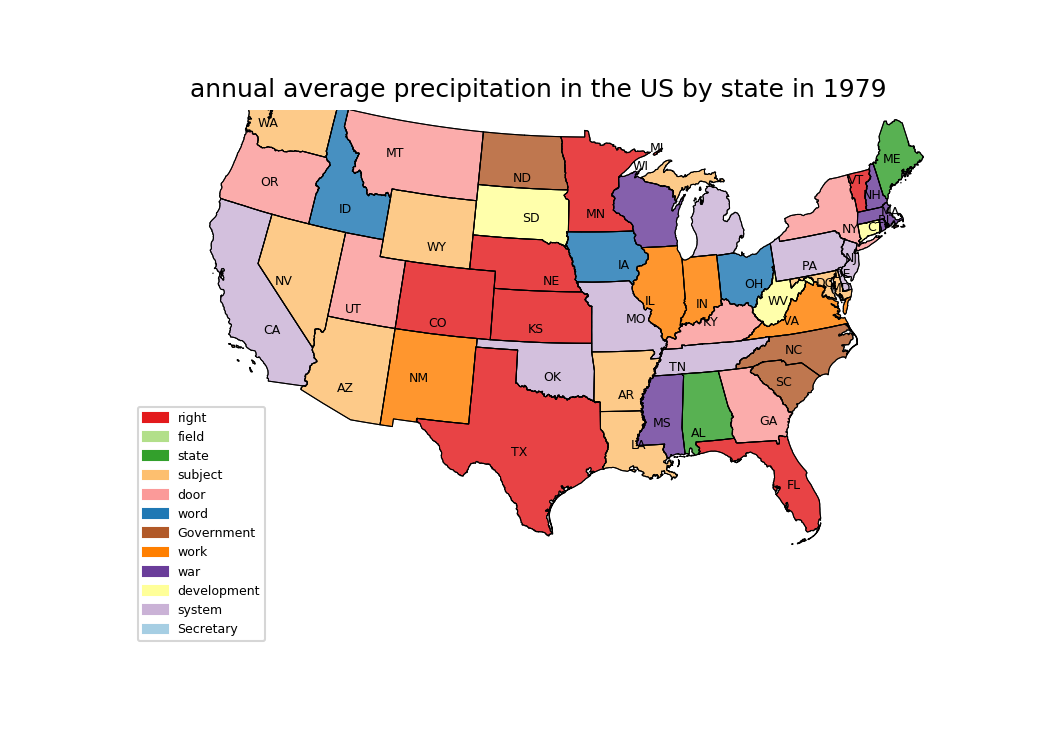 annual average precipitation in the US by state in 1979
WA
MT
ND
MN
WI
MI
ME
VT
NH
MA
OR
ID
SD
WY
NY
CT
NV
UT
CO
NE
IA
IL
IN
OH
PA
NJ
DE
DC
MD
WV
VA
KY
CA
KS
MO
AZ
NM
OK
AR
TN
NC
SC
TX
LA
MS
AL
GA
FL
right
field
state
subject
door
word
Government
work
war
development
system
Secretary